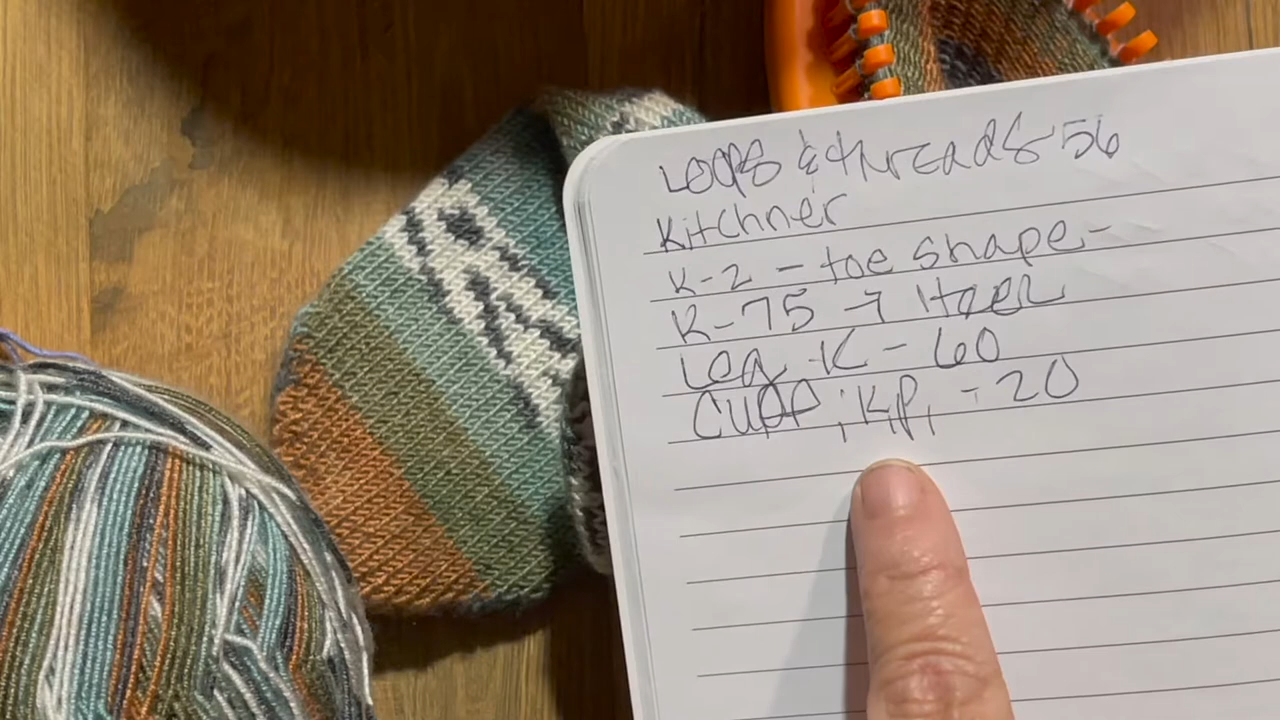 Loops & threads-56
Kitchner
K-2 - toe shape-
K-75 → Heel
Leg K - 60
Cuff; K1P1 - 20